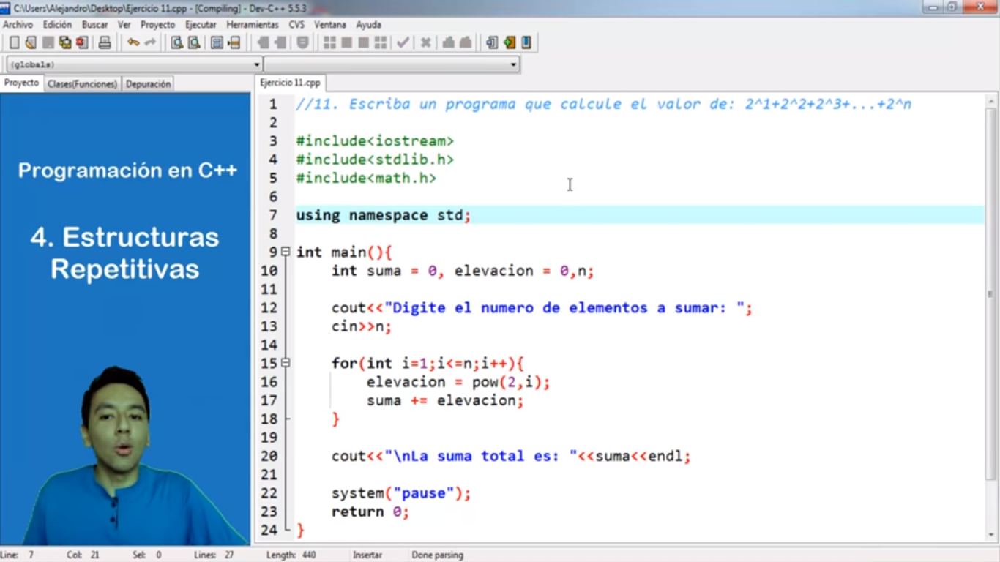 C:\Users\Alejandro\Desktop\Ejercicio 11.cpp - [Compiling] - Dev-C++ 5.5.3
Archivo Edición Buscar Ver Proyecto Ejecutar Herramientas CVS Ventana Ayuda
(globals)
Proyecto Clases(Funciones) Depuración
Ejercicio 11.cpp
Programación en C++
4. Estructuras
Repetitivas
1 //11. Escriba un programa que calcule el valor de: 2^1+2^2+2^3+...+2^n
2
3 #include<iostream>
4 #include<stdlib.h>
5 #include<math.h>
6
7 using namespace std;
8
9 int main(){
10 int suma = 0, elevacion = 0,n;
11
12 cout<<"Digite el numero de elementos a sumar: ";
13 cin>>n;
14
15 for(int i=1;i<=n;i++){
16 elevacion = pow(2,i);
17 suma += elevacion;
18 }
19
20 cout<<"\nLa suma total es: "<<suma<<endl;
21
22 system("pause");
23 return 0;
24 }
Line: 7 Col: 21 Sel: 0 Lines: 27 Length: 440 Insertar Done parsing